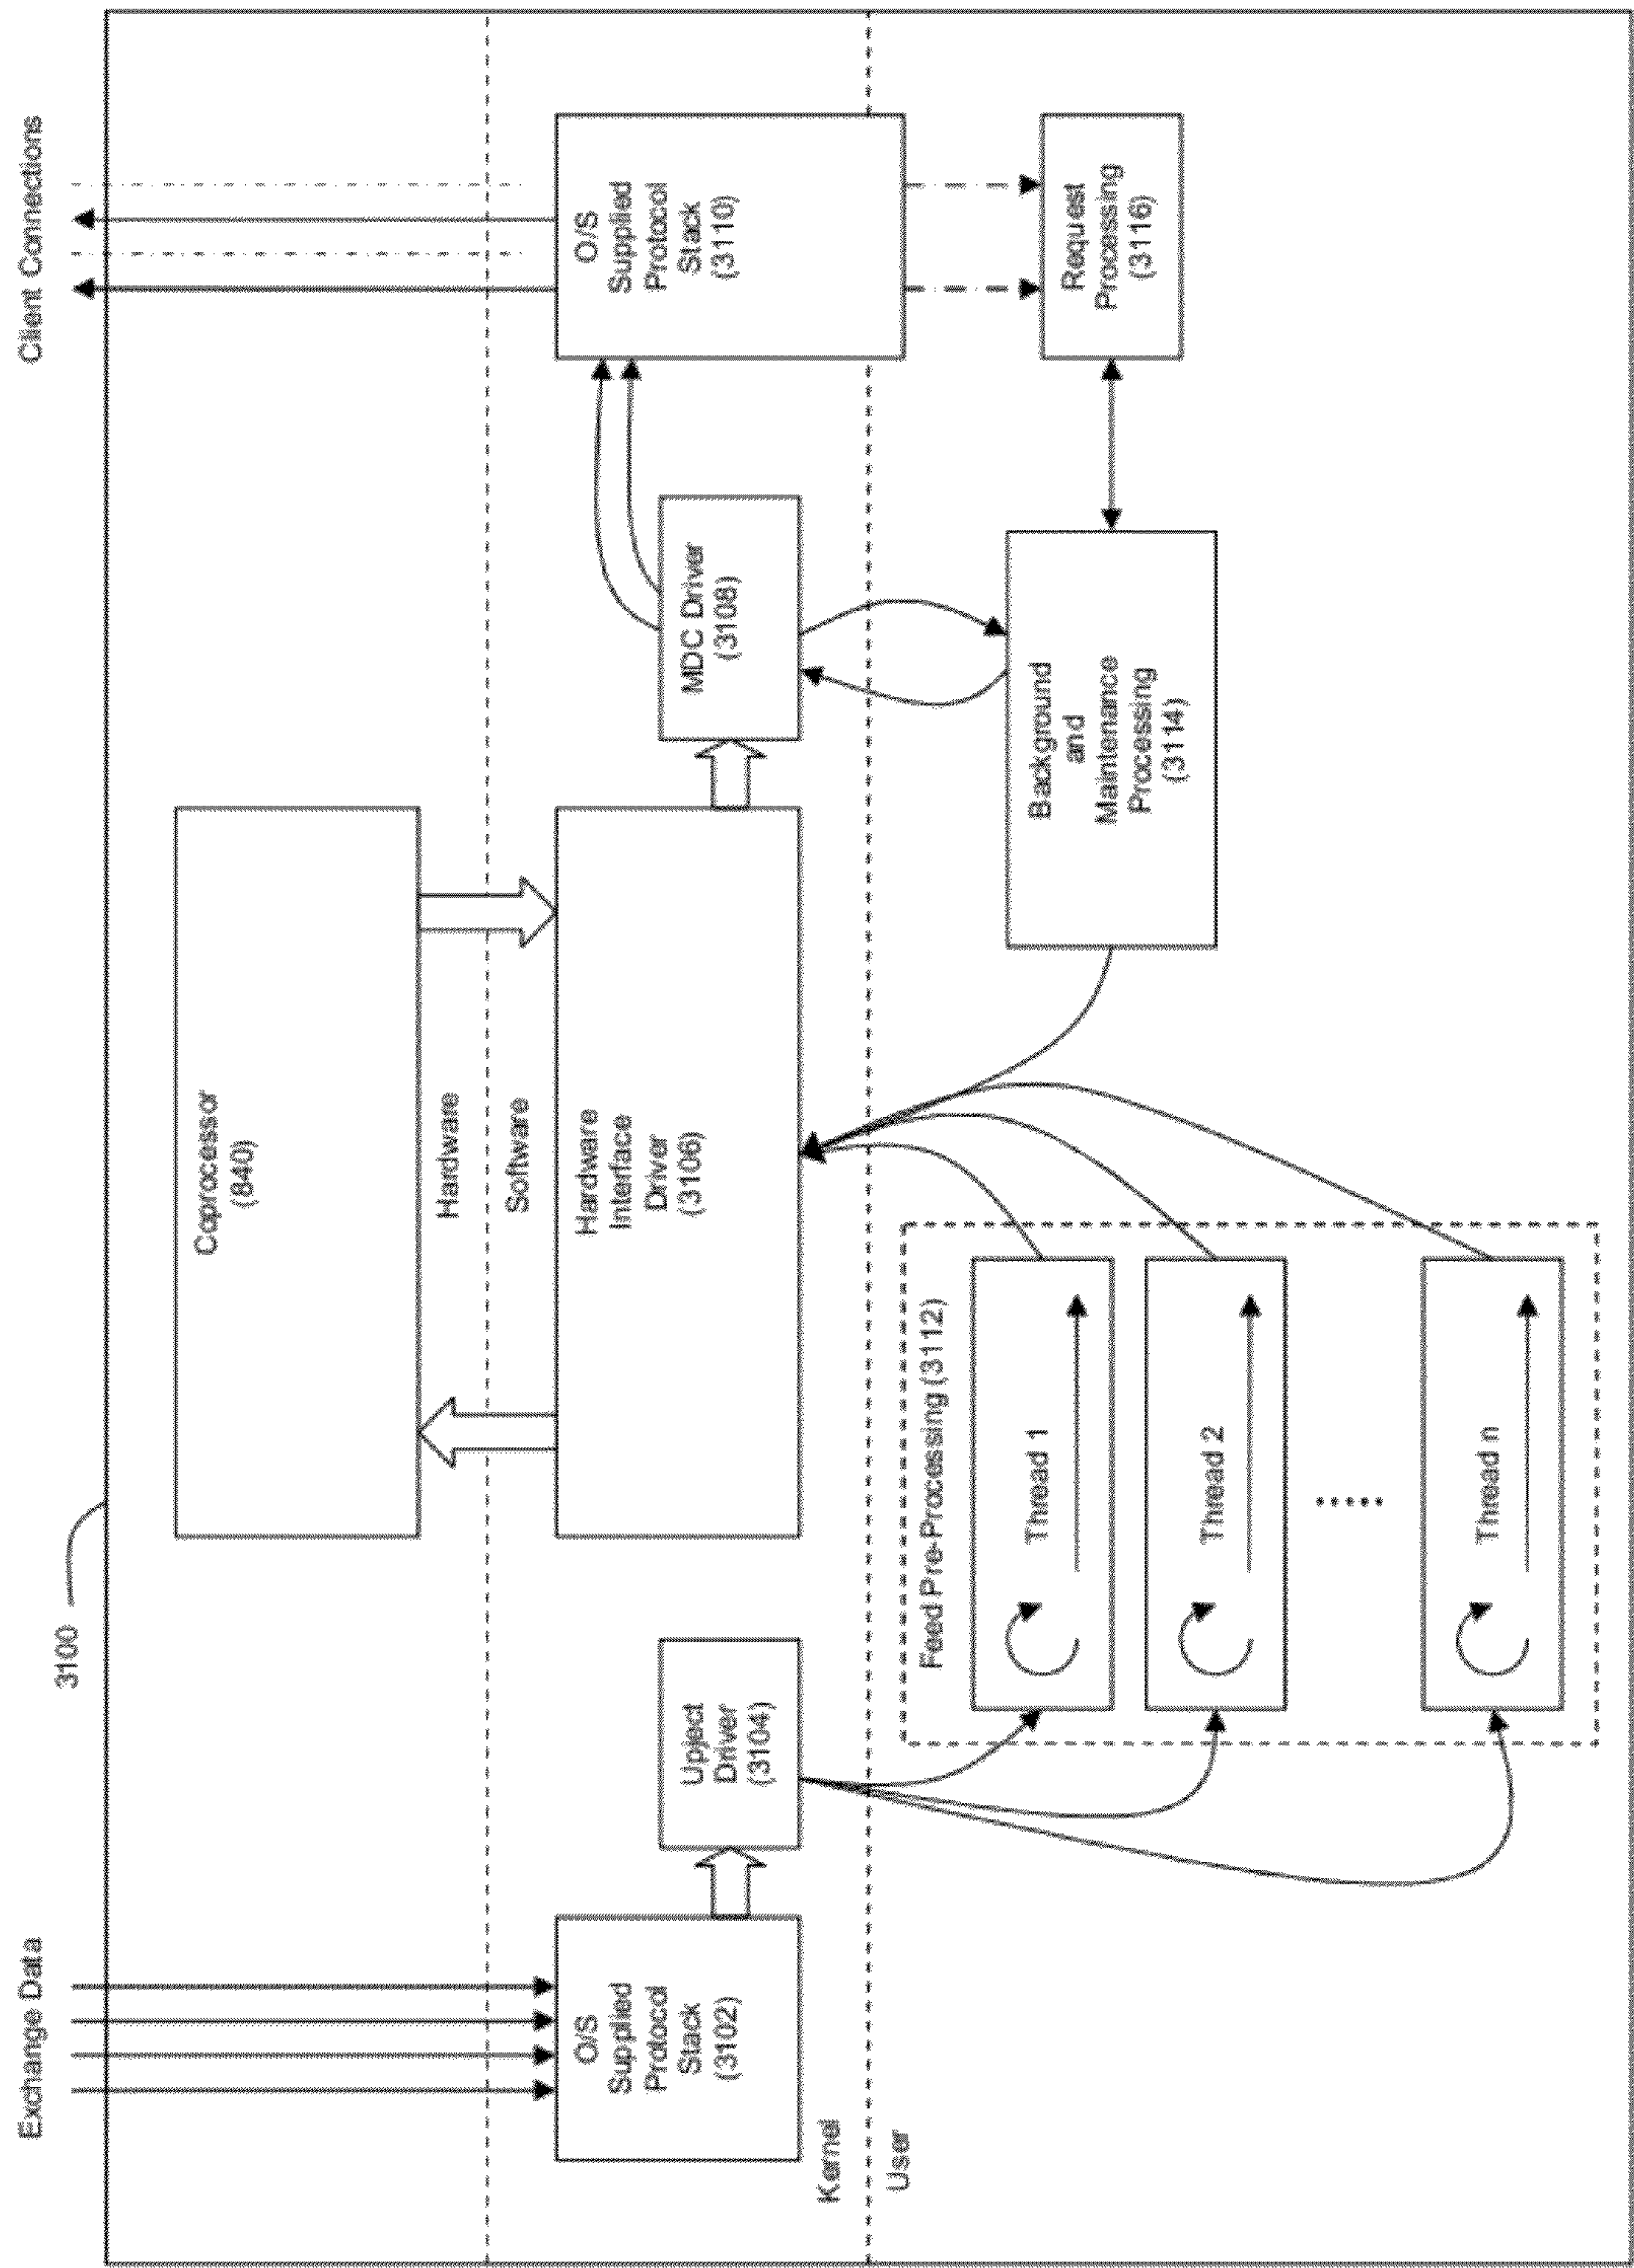 Exchange Data
Client Connections
3100
Coprocessor
(840)
Hardware
Software
O/S
Supplied
Protocol
Stack
(3102)
Upject
Driver
(3104)
Hardware
Interface
Driver
(3106)
MDC Driver
(3108)
O/S
Supplied
Protocol
Stack
(3110)
Kernel
User
Feed Pre-Processing (3112)
Thread 1
Thread 2
Thread n
Background
and
Maintenance
Processing
(3114)
Request
Processing
(3116)